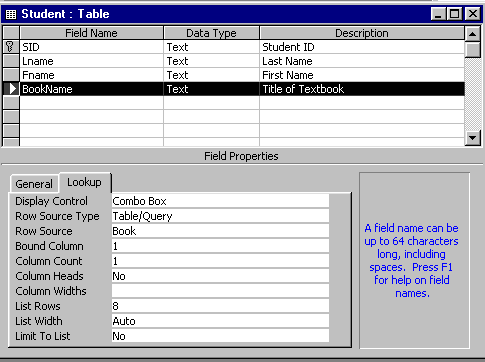 Student : Table
Field Name Data Type Description
SID Text Student ID
Lname Text Last Name
Fname Text First Name
BookName Text Title of Textbook
Field Properties
General Lookup
Display Control Combo Box
Row Source Type Table/Query
Row Source Book
Bound Column 1
Column Count 1
Column Heads No
Column Widths
List Rows 8
List Width Auto
Limit To List No
A field name can be
up to 64 characters
long, including
spaces. Press F1
for help on field
names.